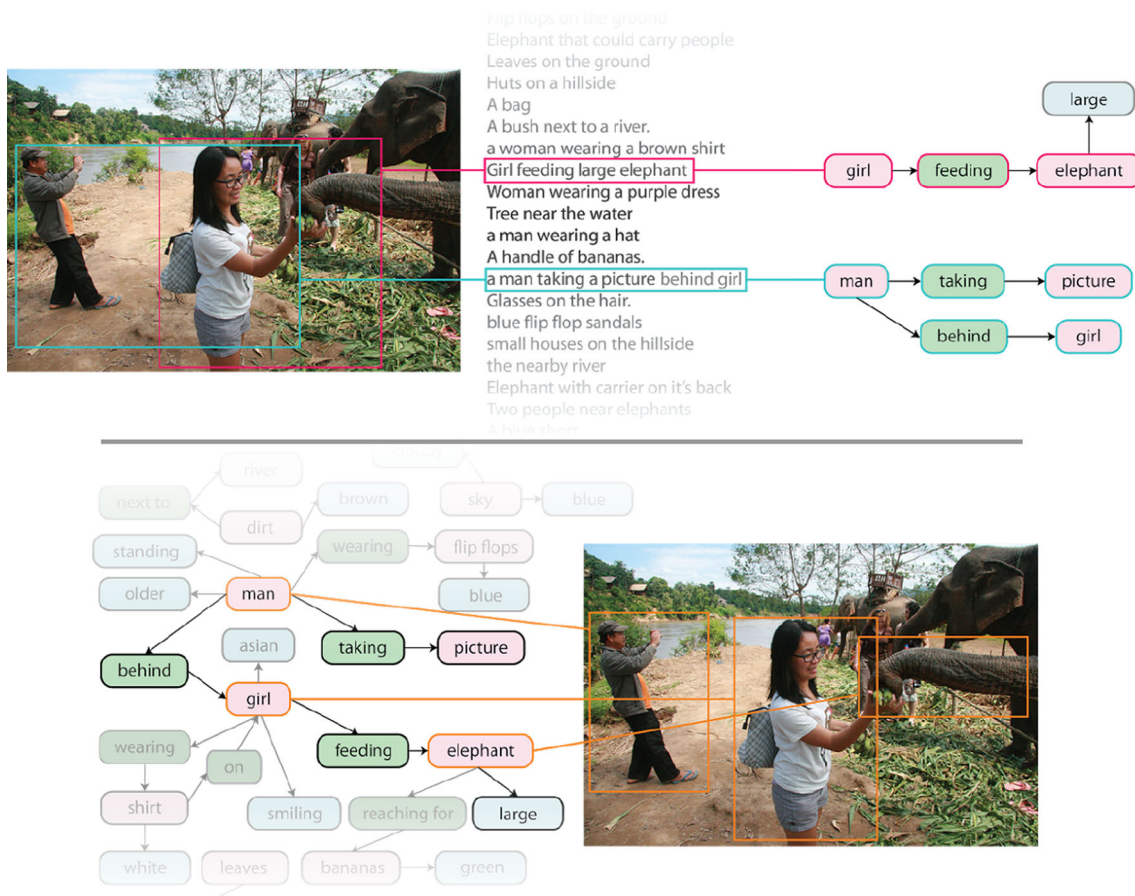 Flip flops on the ground
Elephant that could carry people
Leaves on the ground
Huts on a hillside
A bag
A bush next to a river.
a woman wearing a brown shirt
Girl feeding large elephant
Woman wearing a purple dress
Tree near the water
a man wearing a hat
A handle of bananas.
a man taking a picture behind girl
Glasses on the hair.
blue flip flop sandals
small houses on the hillside
the nearby river
Elephant with carrier on it's back
Two people near elephants
A blue short
large
girl
feeding
elephant
man
taking
picture
behind
girl
river
cloudy
next to
brown
sky
blue
dirt
standing
wearing
flip flops
older
man
blue
asian
taking
picture
behind
girl
wearing
on
feeding
elephant
shirt
smiling
reaching for
large
white
leaves
bananas
green